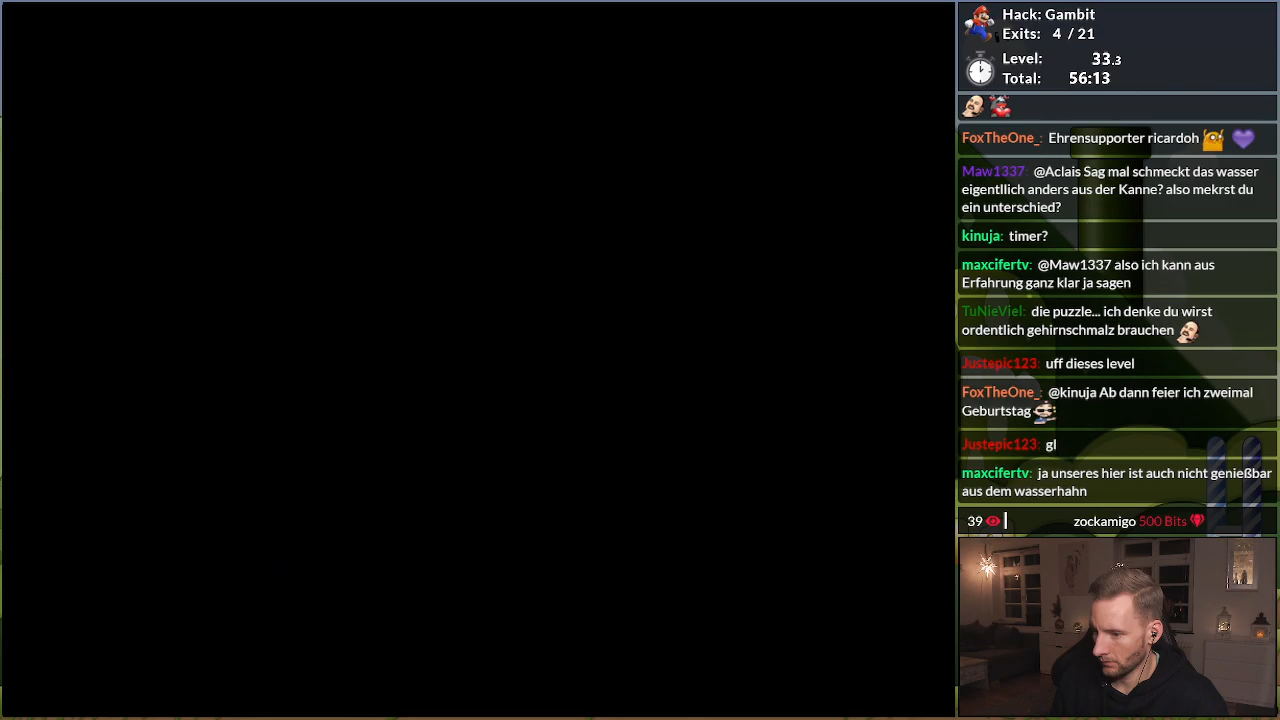 Hack: Gambit
Exits: 4 / 21
Level: 33.3
Total: 56:13
FoxTheOne_: Ehrensupporter ricardoh
Maw1337: @Aclais Sag mal schmeckt das wasser
eigentllich anders aus der Kanne? also mekrst du
ein unterschied?
kinuja: timer?
maxcifertv: @Maw1337 also ich kann aus
Erfahrung ganz klar ja sagen
TuNieViel: die puzzle... ich denke du wirst
ordentlich gehirnschmalz brauchen
Justepic123: uff dieses level
FoxTheOne_: @kinuja Ab dann feier ich zweimal
Geburtstag
Justepic123: gl
maxcifertv: ja unseres hier ist auch nicht genießbar
aus dem wasserhahn
39 zockamigo 500 Bits